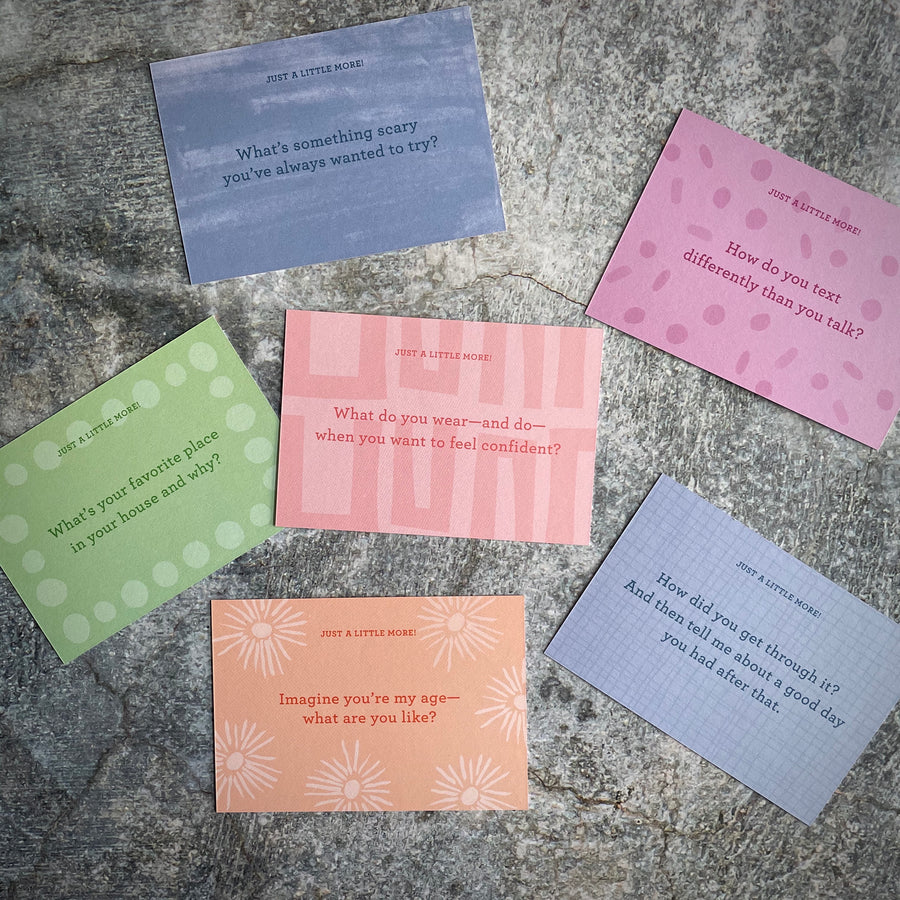 JUST A LITTLE MORE!
What's something scary
you've always wanted to try?
JUST A LITTLE MORE!
How do you text
differently than you talk?
JUST A LITTLE MORE!
What's your favorite place
in your house and why?
JUST A LITTLE MORE!
What do you wear—and do—
when you want to feel confident?
JUST A LITTLE MORE!
How did you get through it?
And then tell me about a good day
you had after that.
JUST A LITTLE MORE!
Imagine you're my age—
what are you like?